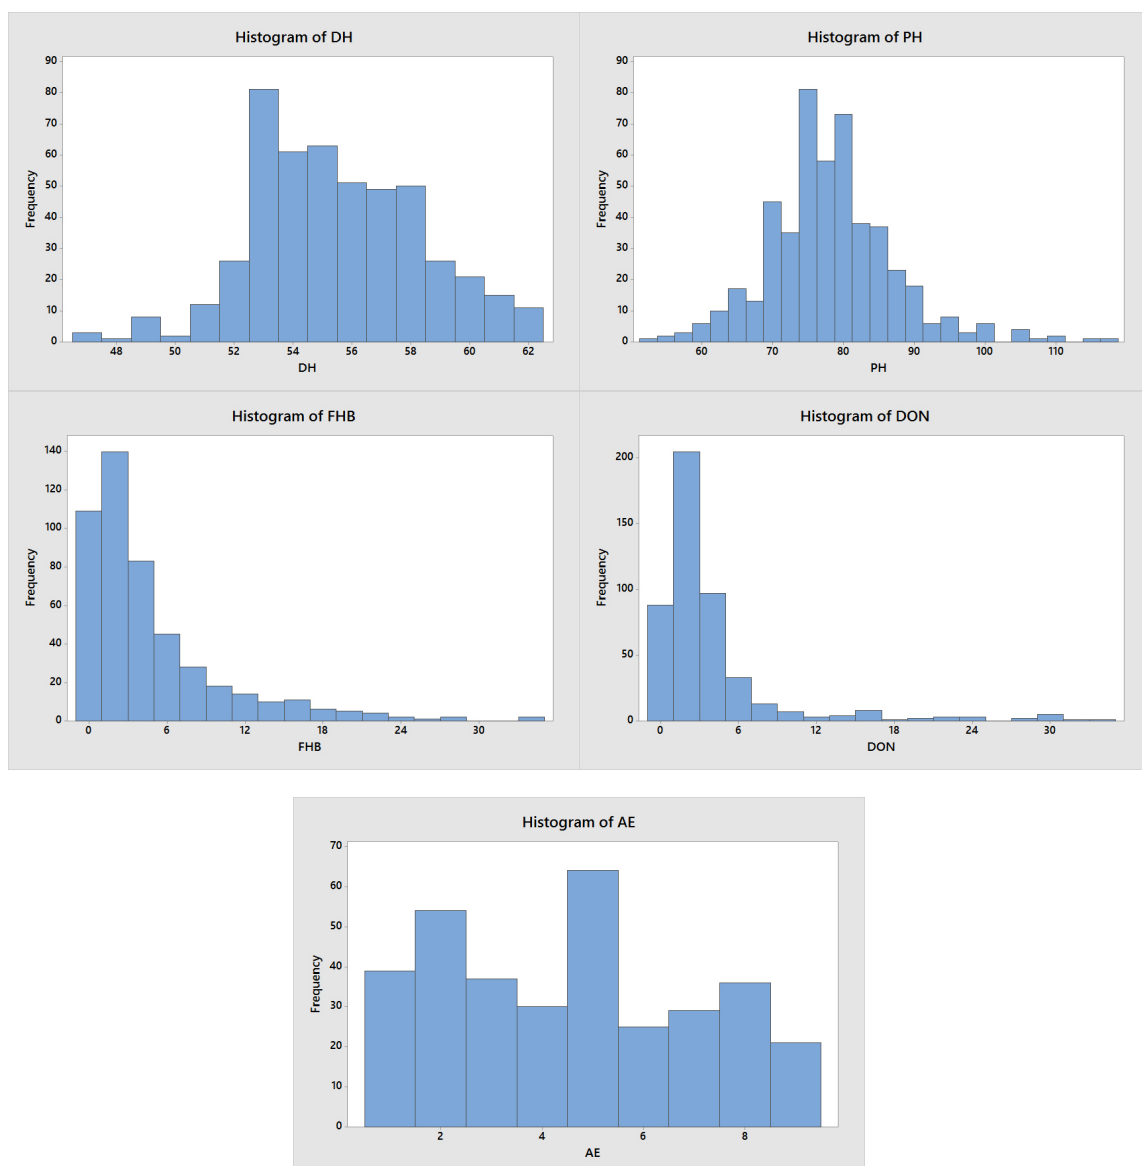 Histogram of DH
Frequency
90
80
70
60
50
40
30
20
10
0
48 50 52 54 56 58 60 62
DH
Histogram of PH
Frequency
90
80
70
60
50
40
30
20
10
0
60 70 80 90 100 110
PH
Histogram of FHB
Frequency
140
120
100
80
60
40
20
0
0 6 12 18 24 30
FHB
Histogram of DON
Frequency
200
150
100
50
0
0 6 12 18 24 30
DON
Histogram of AE
Frequency
70
60
50
40
30
20
10
0
2 4 6 8
AE